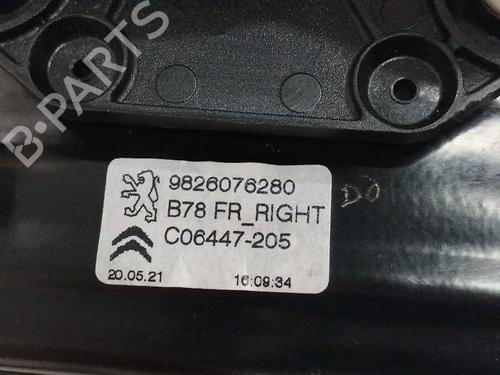 B-PARTS
9826076280
B78 FR_RIGHT
C06447-205
20.05.21 16:09:34
DO